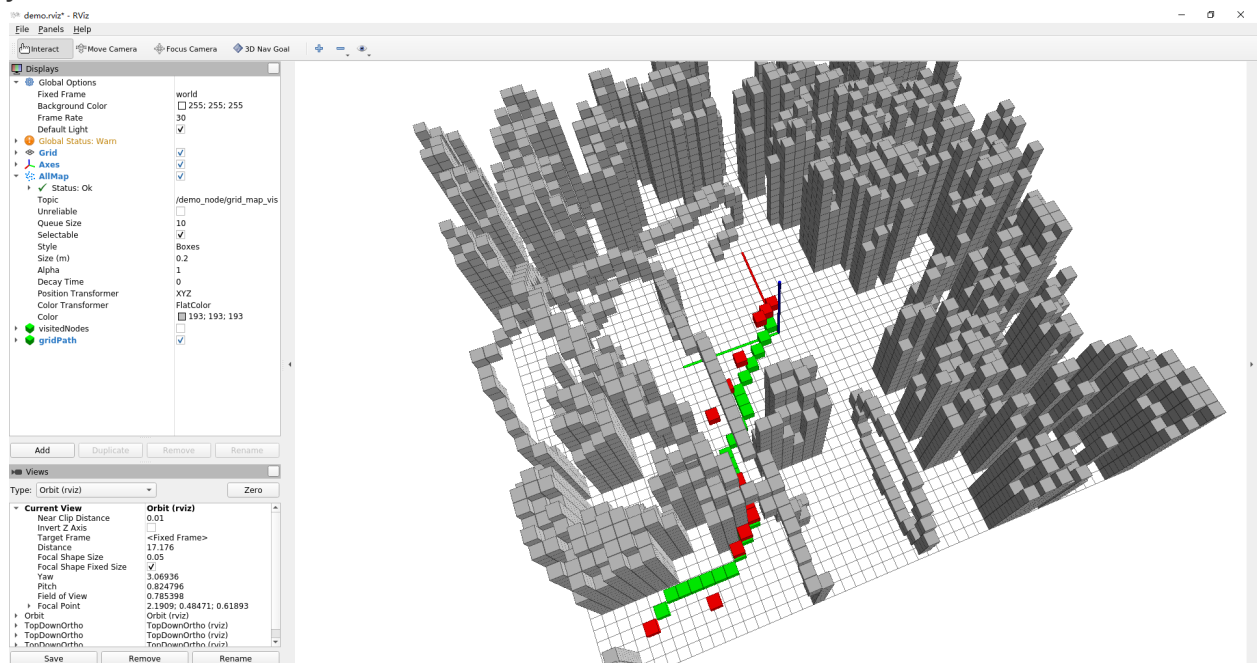 demo.rviz* - RViz
File Panels Help
Interact Move Camera Focus Camera 3D Nav Goal
Displays
Global Options
Fixed Frame world
Background Color 255; 255; 255
Frame Rate 30
Default Light
Global Status: Warn
Grid
Axes
AllMap
Status: Ok
Topic /demo_node/grid_map_vis
Unreliable
Queue Size 10
Selectable
Style Boxes
Size (m) 0.2
Alpha 1
Decay Time 0
Position Transformer XYZ
Color Transformer FlatColor
Color 193; 193; 193
visitedNodes
gridPath
Add Duplicate Remove Rename
Views
Type: Orbit (rviz) Zero
Current View Orbit (rviz)
Near Clip Distance 0.01
Invert Z Axis
Target Frame <Fixed Frame>
Distance 17.176
Focal Shape Size 0.05
Focal Shape Fixed Size
Yaw 3.06936
Pitch 0.824796
Field of View 0.785398
Focal Point 2.1909; 0.48471; 0.61893
Orbit Orbit (rviz)
TopDownOrtho TopDownOrtho (rviz)
TopDownOrtho TopDownOrtho (rviz)
TopDownOrtho TopDownOrtho (rviz)
Save Remove Rename